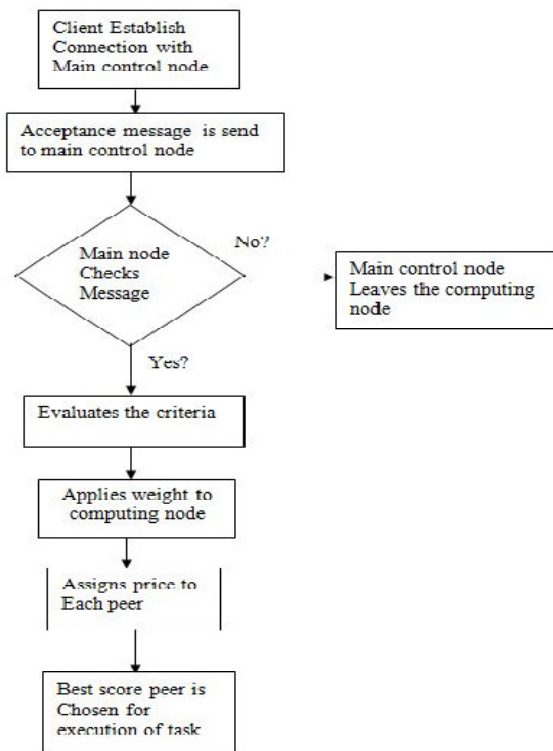 Client Establish
Connection with
Main control node
Acceptance message is send
to main control node
Main node
Checks
Message
No?
Main control node
Leaves the computing
node
Yes?
Evaluates the criteria
Applies weight to
computing node
Assigns price to
Each peer
Best score peer is
Chosen for
execution of task